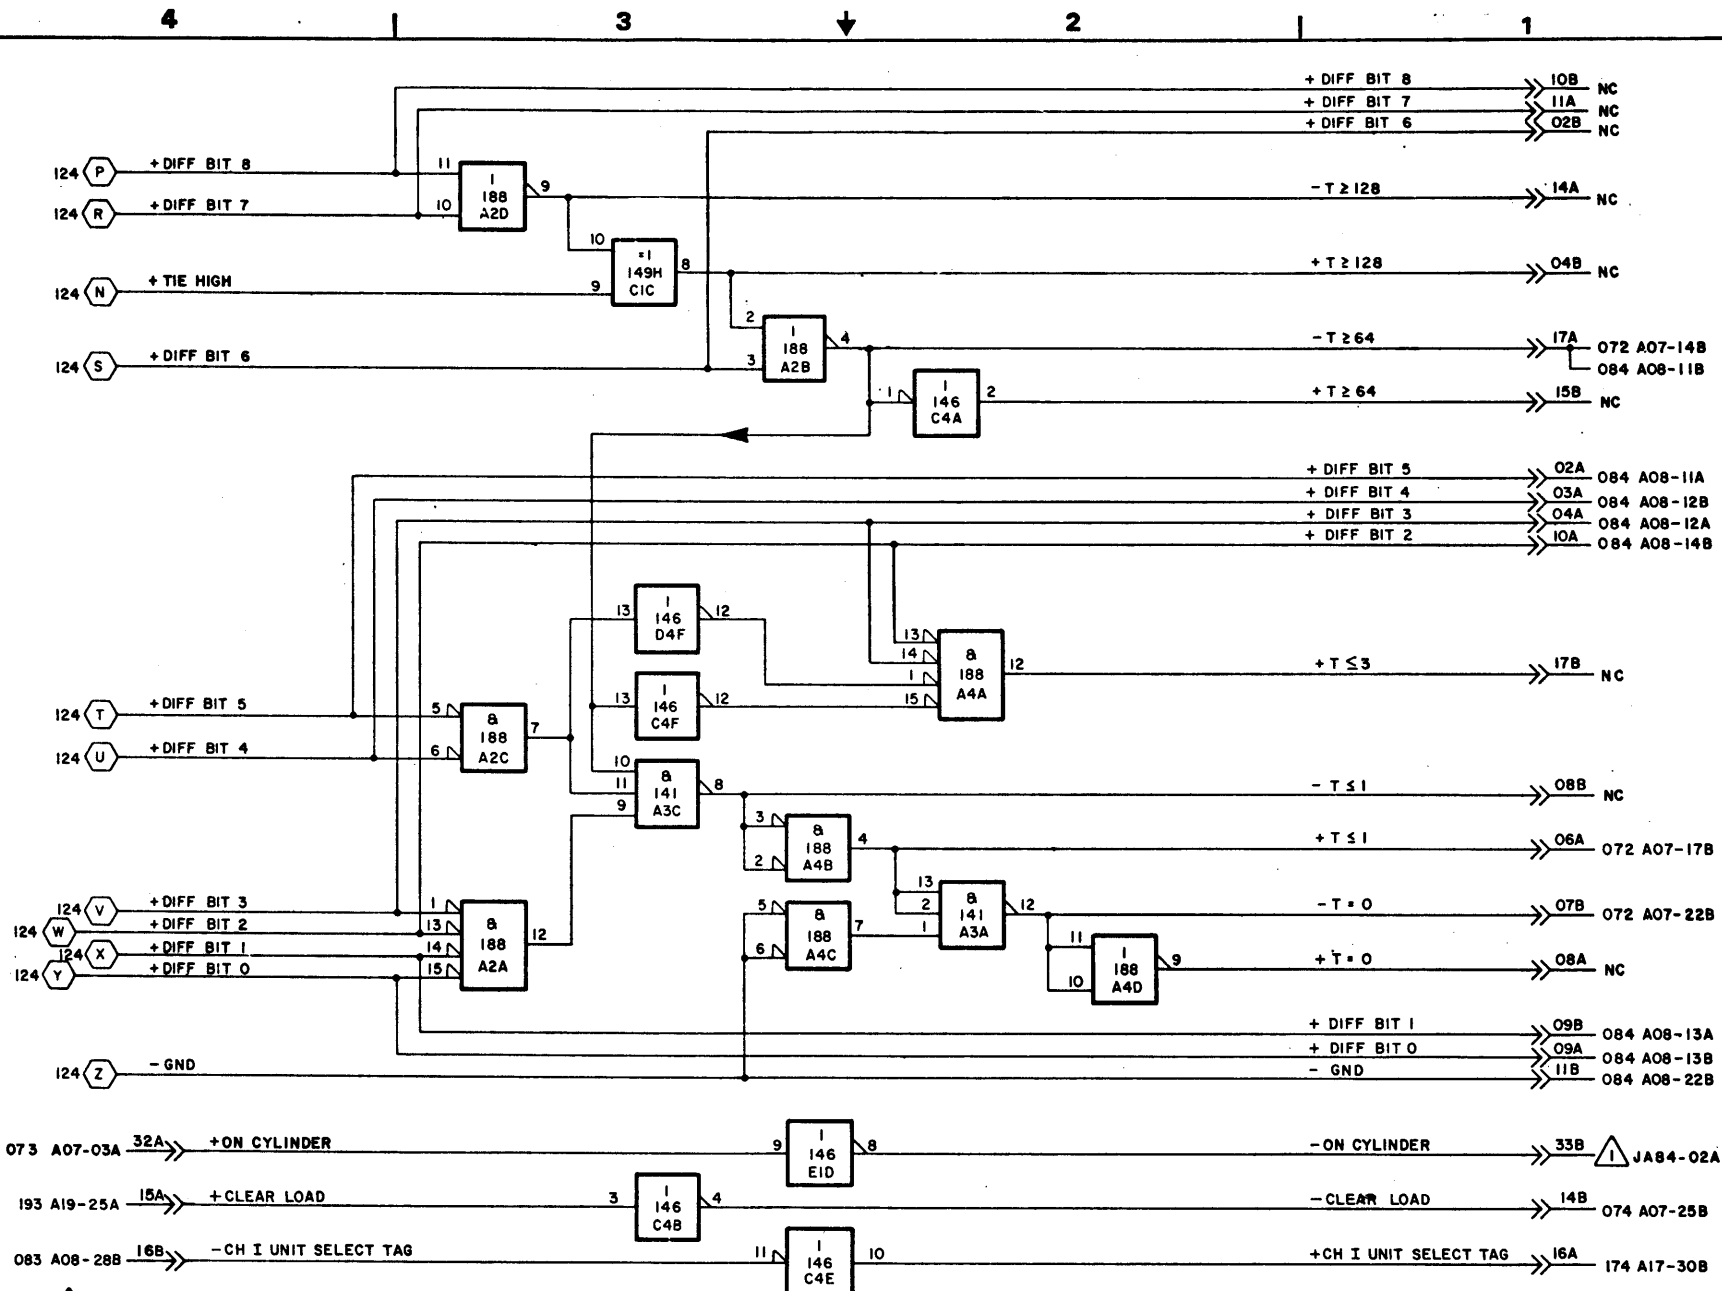 4 3 2 1
+ DIFF BIT 8 10B NC
+ DIFF BIT 7 11A NC
+ DIFF BIT 6 02B NC
124 P + DIFF BIT 8 11
1 188 A2D 9
- T ≥ 128 14A NC
124 R + DIFF BIT 7 10
10 =1 149H C1C 8
+ T ≥ 128 04B NC
124 N + TIE HIGH 9
2 1 188 A2B 4
- T ≥ 64 17A 072 A07-14B
084 A08-11B
124 S + DIFF BIT 6 3
1 1 146 C4A 2
+ T ≥ 64 15B NC
+ DIFF BIT 5 02A 084 A08-11A
+ DIFF BIT 4 03A 084 A08-12B
+ DIFF BIT 3 04A 084 A08-12A
+ DIFF BIT 2 10A 084 A08-14B
13 1 146 D4F 12
13 14 1 15 & 188 A4A 12
+ T ≤ 3 17B NC
13 1 146 C4F 12
124 T + DIFF BIT 5 5
& 188 A2C 7
124 U + DIFF BIT 4 6
10 11 9 & 141 A3C 8
- T ≤ 1 08B NC
3 2 & 188 A4B 4
+ T ≤ 1 06A 072 A07-17B
13 2 1 & 141 A3A 12
- T = 0 07B 072 A07-22B
124 V + DIFF BIT 3 1
124 W + DIFF BIT 2 13
124 X + DIFF BIT 1 14
124 Y + DIFF BIT 0 15
& 188 A2A 12
5 6 & 188 A4C 7
11 10 1 188 A4D 9
+ T = 0 08A NC
+ DIFF BIT 1 09B 084 A08-13A
+ DIFF BIT 0 09A 084 A08-13B
124 Z - GND - GND 11B 084 A08-22B
073 A07-03A 32A + ON CYLINDER 9 1 146 E1D 8 - ON CYLINDER 33B 1 JA84-02A
193 A19-25A 15A + CLEAR LOAD 3 1 146 C4B 4 - CLEAR LOAD 14B 074 A07-25B
083 A08-28B 16B - CH I UNIT SELECT TAG 11 1 146 C4E 10 + CH I UNIT SELECT TAG 16A 174 A17-30B